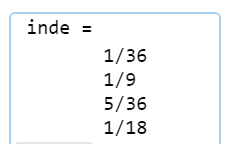 inde =
1/36
1/9
5/36
1/18